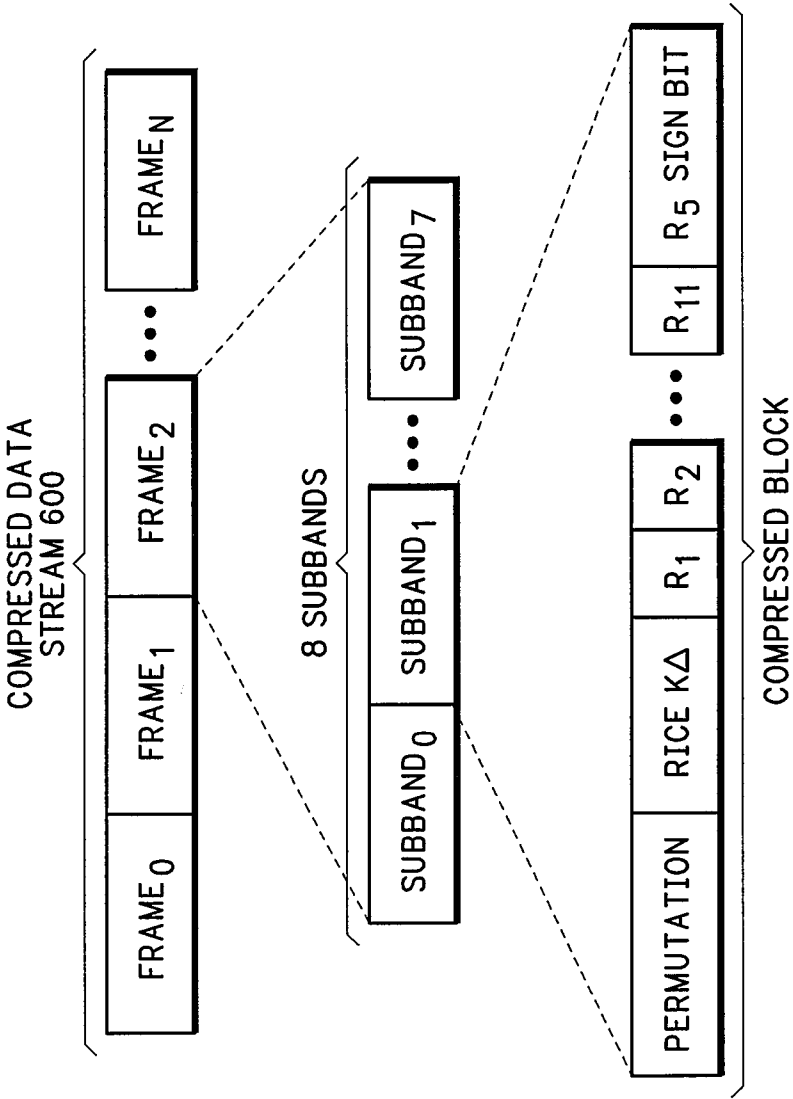 COMPRESSED DATA
STREAM 600
FRAME0 FRAME1 FRAME2 ••• FRAMEN
8 SUBBANDS
SUBBAND0 SUBBAND1 ••• SUBBAND7
PERMUTATION RICE KΔ R1 R2 ••• R11 R5 SIGN BIT
COMPRESSED BLOCK